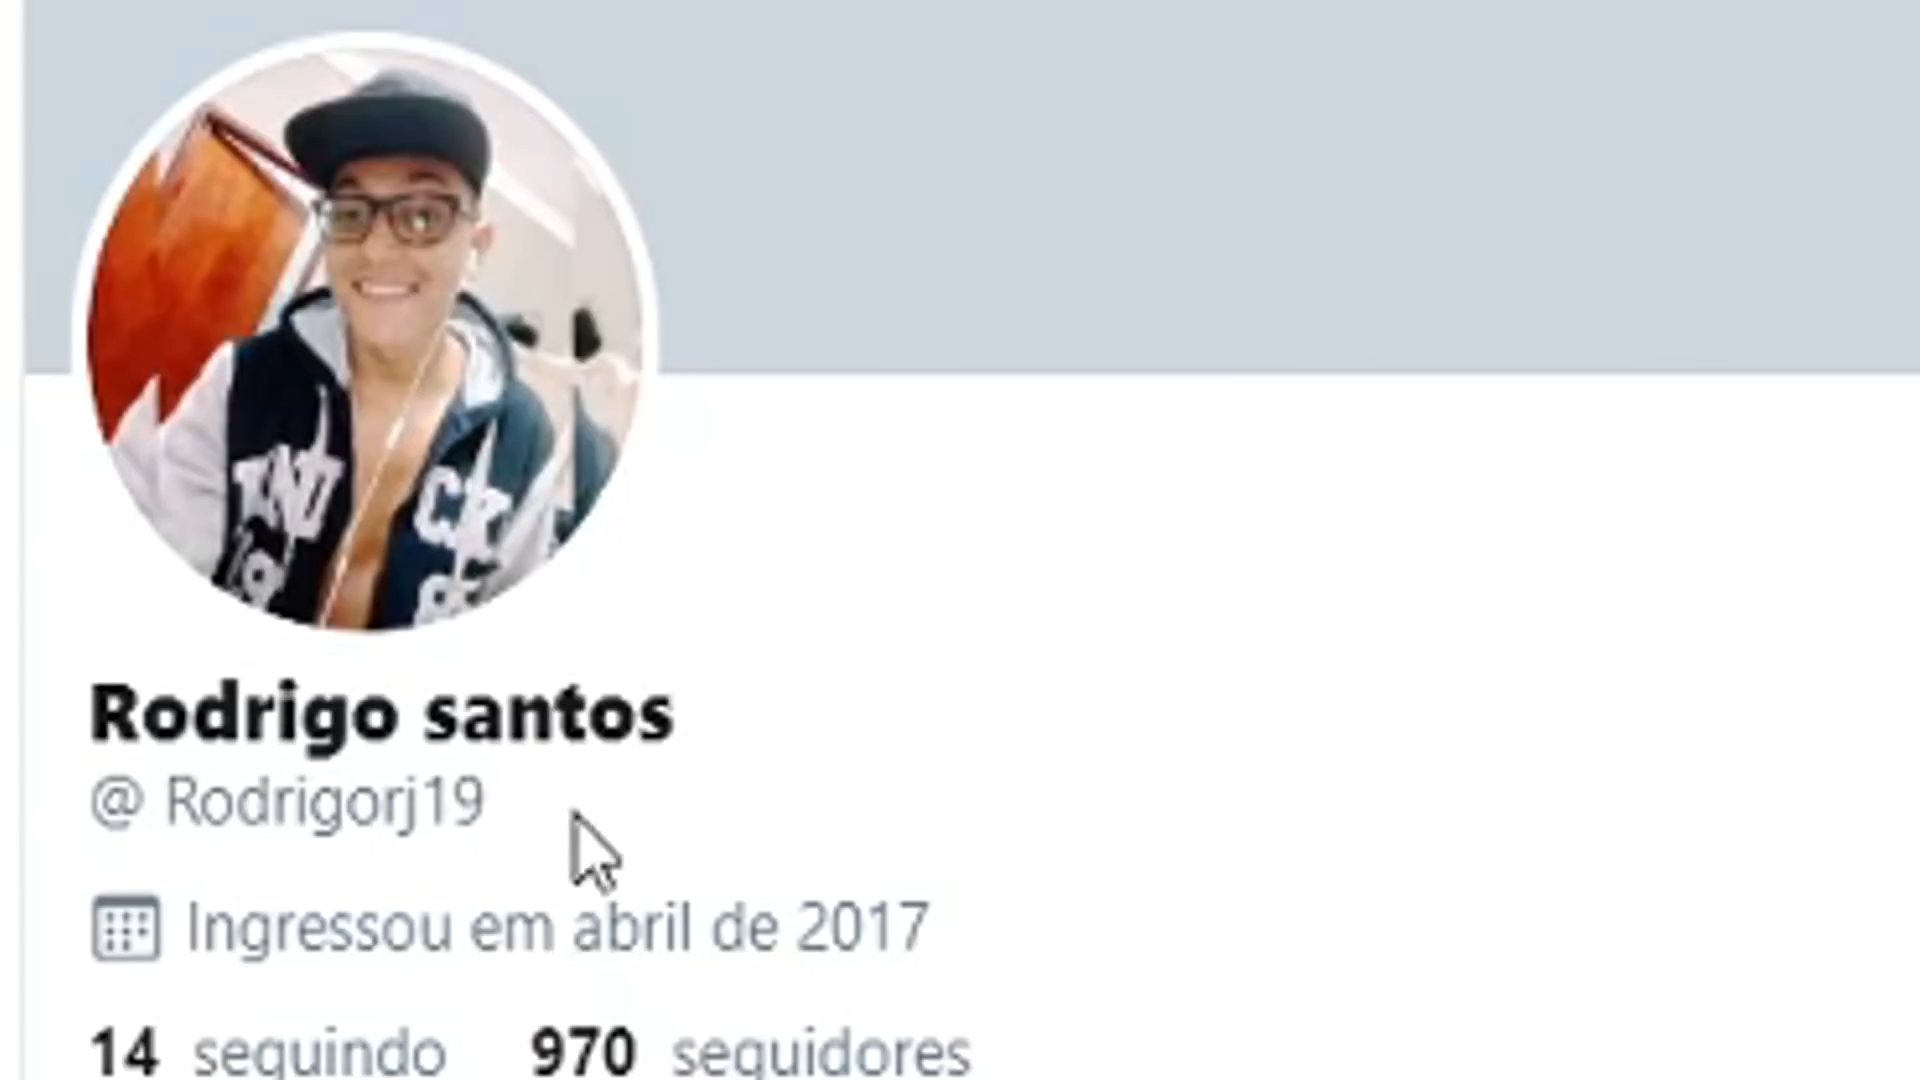 Rodrigo santos
@ Rodrigorj19
Ingressou em abril de 2017
14 seguindo 970 seguidores